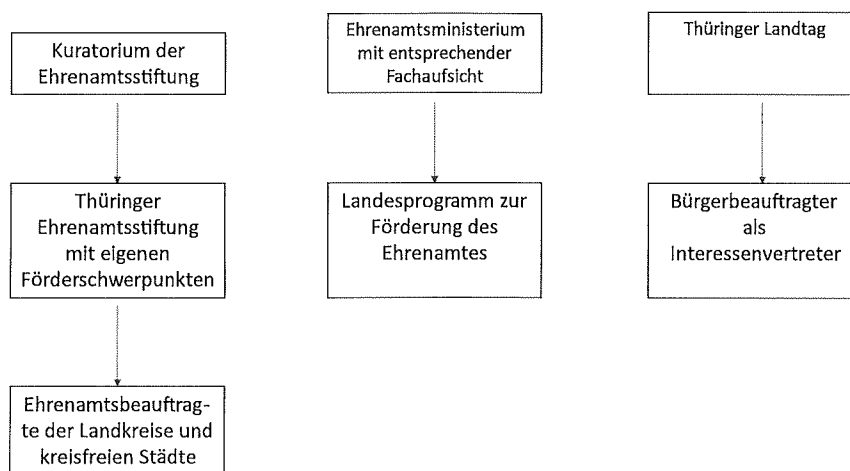 Kuratorium der
Ehrenamtsstiftung
Ehrenamtsministerium
mit entsprechender
Fachaufsicht
Thüringer Landtag
Thüringer
Ehrenamtsstiftung
mit eigenen
Förderschwerpunkten
Landesprogramm zur
Förderung des
Ehrenamtes
Bürgerbeauftragter
als
Interessenvertreter
Ehrenamtsbeauftrag-
te der Landkreise und
kreisfreien Städte